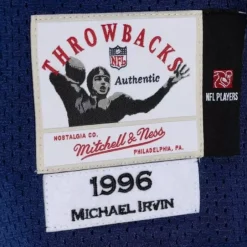 THROWBACKS
NFL
Authentic
NFL PLAYERS
NOSTALGIA CO.
Mitchell & Ness
PHILADELPHIA, PA.
1996
MICHAEL IRVIN